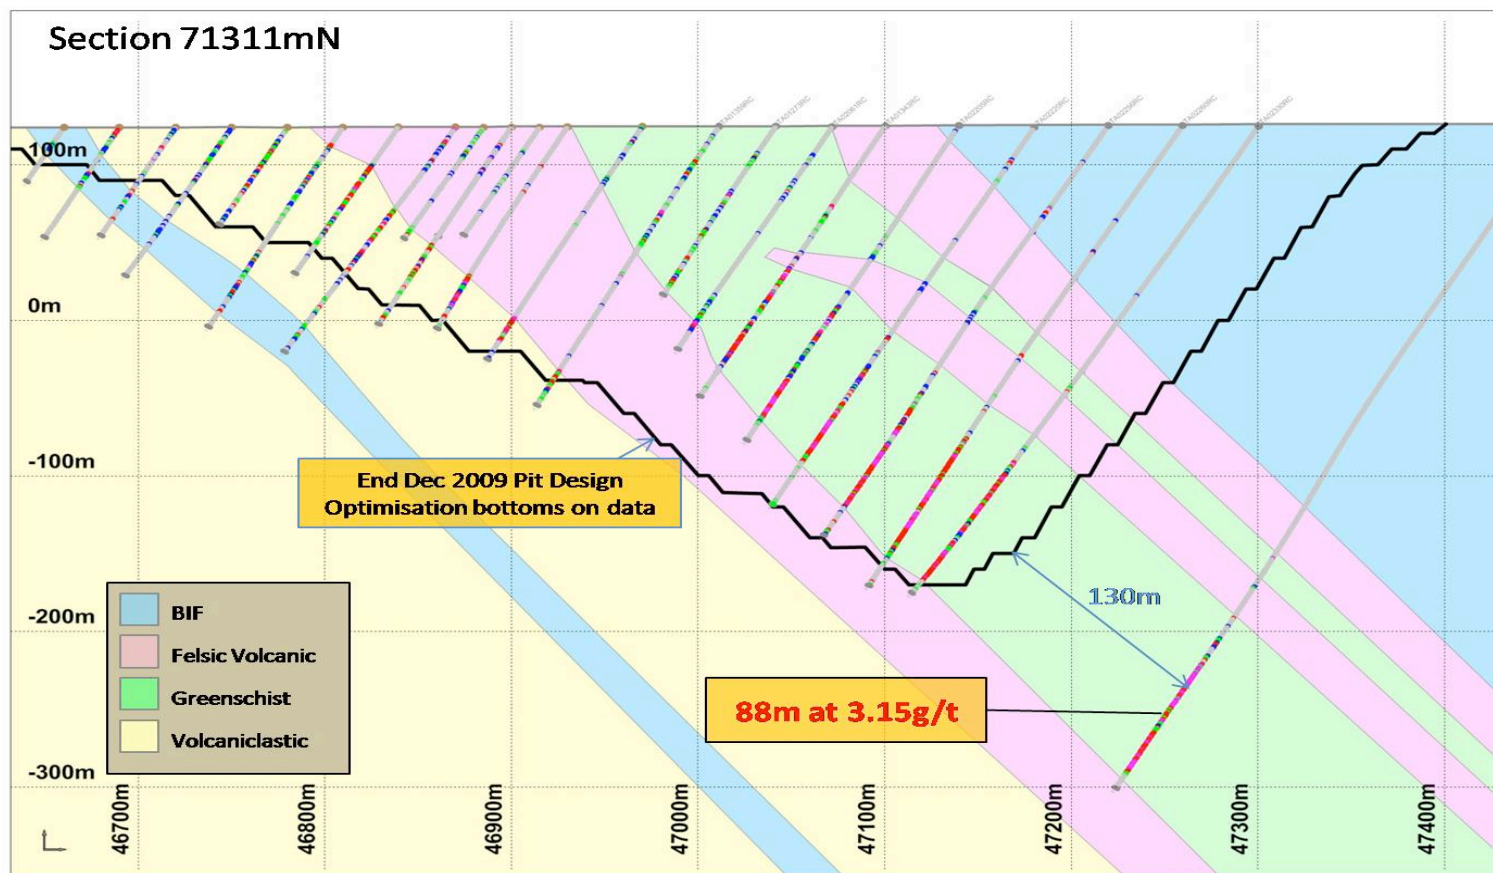 Section 71311mN
100m
0m
-100m
-200m
-300m
End Dec 2009 Pit Design
Optimisation bottoms on data
130m
88m at 3.15g/t
BIF
Felsic Volcanic
Greenschist
Volcaniclastic
46700m
46800m
46900m
47000m
47100m
47200m
47300m
47400m